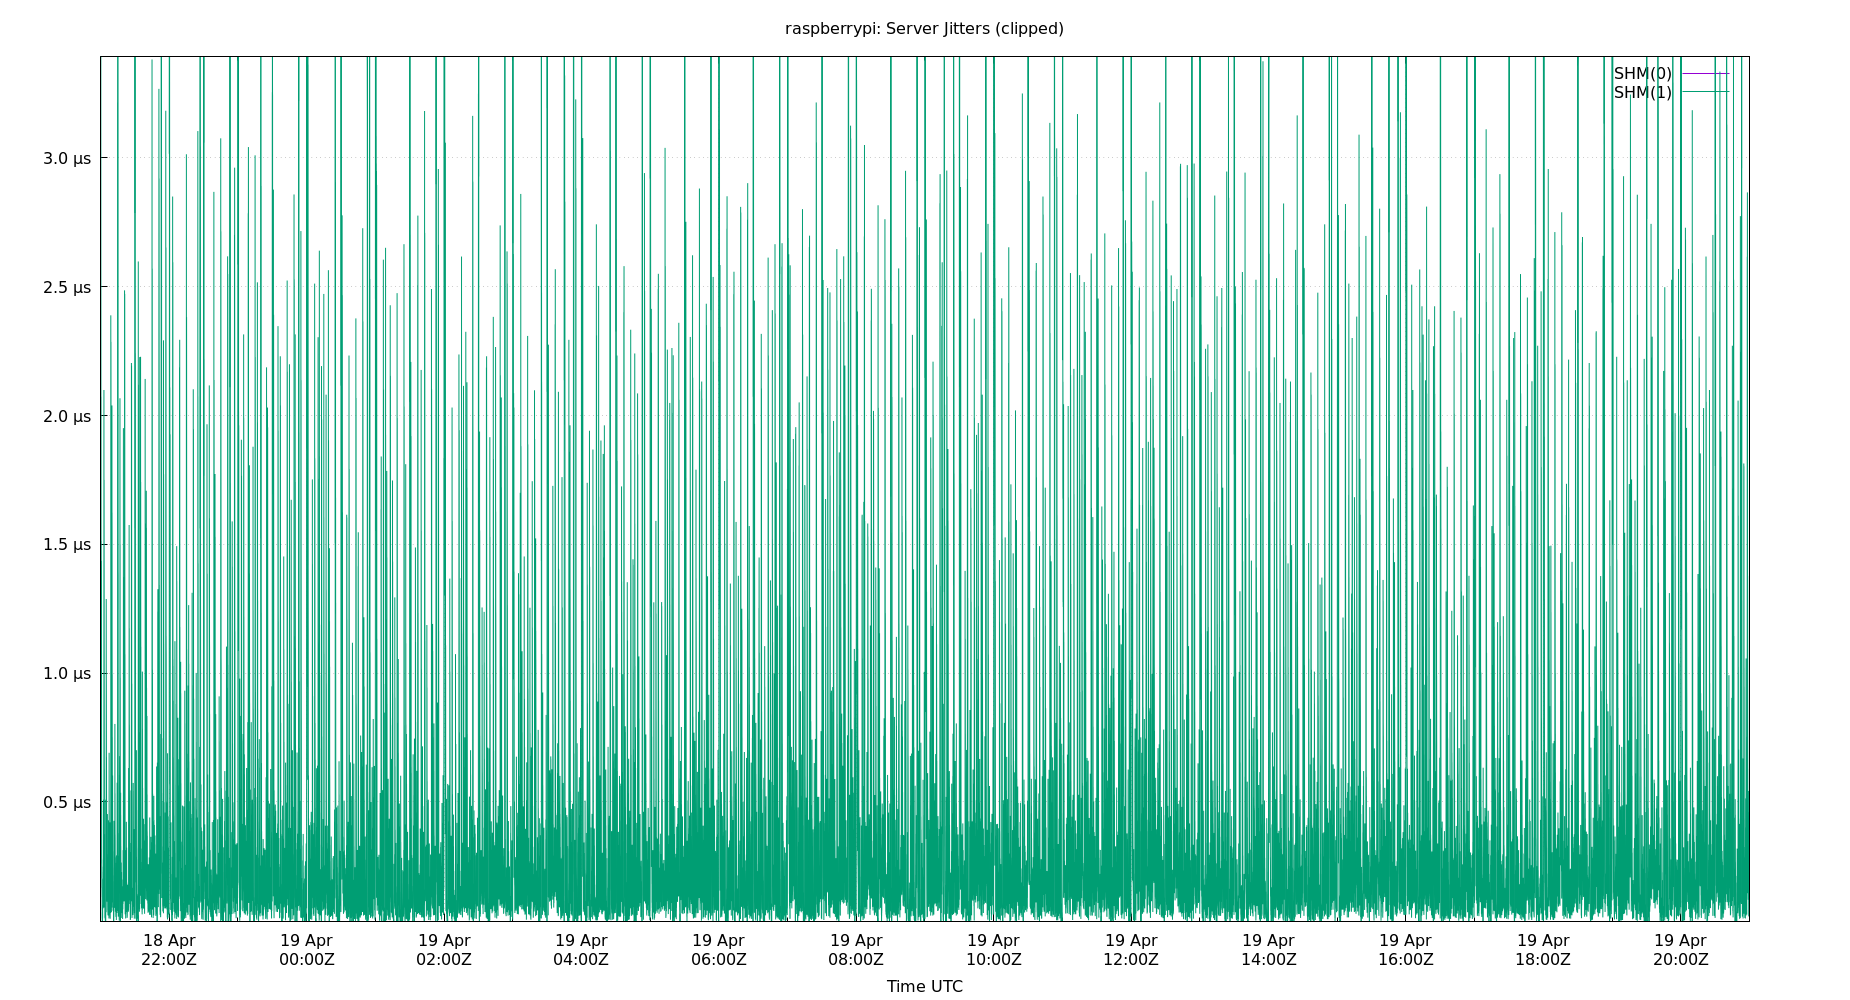 raspberrypi: Server Jitters (clipped)
SHM(0)
SHM(1)
3.0 µs
2.5 µs
2.0 µs
1.5 µs
1.0 µs
0.5 µs
18 Apr 19 Apr 19 Apr 19 Apr 19 Apr 19 Apr 19 Apr 19 Apr 19 Apr 19 Apr 19 Apr 19 Apr
22:00Z 00:00Z 02:00Z 04:00Z 06:00Z 08:00Z 10:00Z 12:00Z 14:00Z 16:00Z 18:00Z 20:00Z
Time UTC